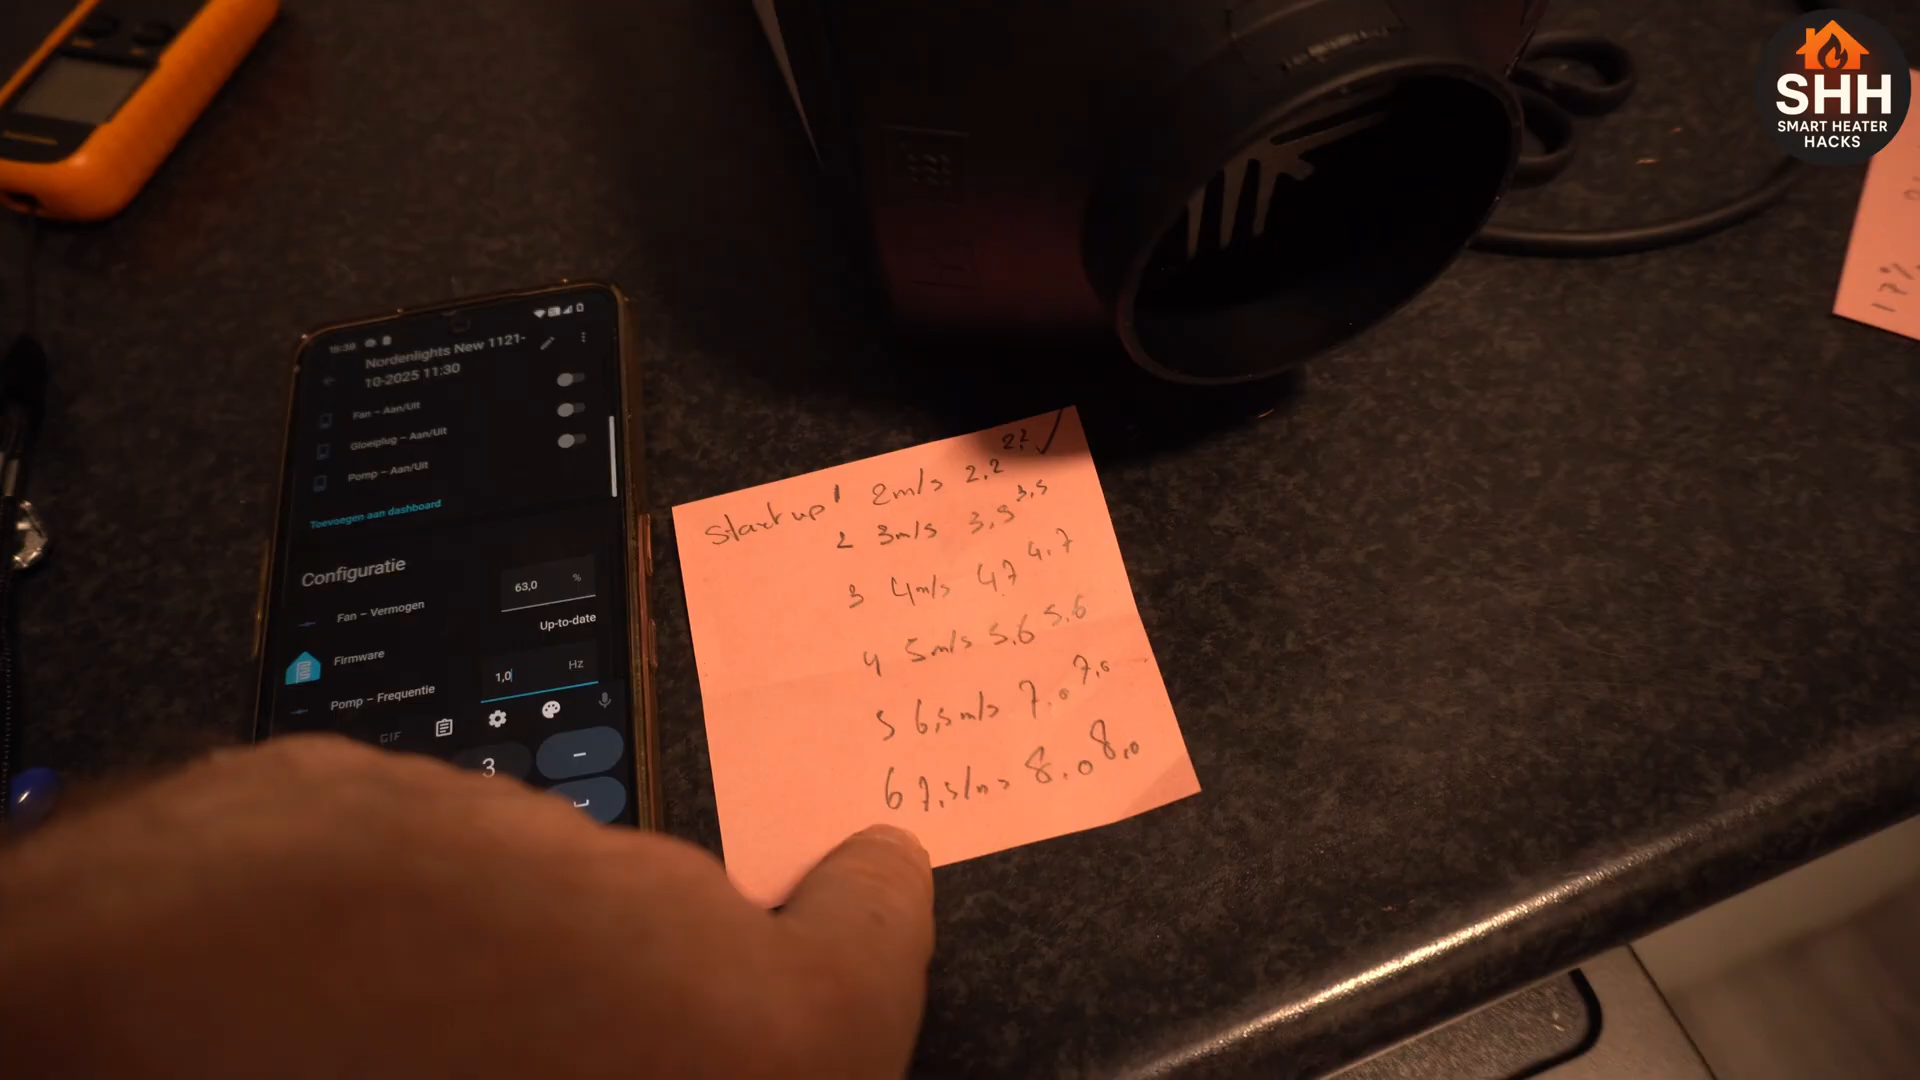 SHH
SMART HEATER
HACKS
Nordenlights New 1121-
10-2025 11:30
Fan – Aan/Uit
Gloeiplug – Aan/Uit
Pomp – Aan/Uit
Toevoegen aan dashboard
Configuratie
Fan – Vermogen 63,0 %
Up-to-date
Firmware
Pomp – Frequentie 1,0 Hz
GIF
3
Start up 1 2m/s 2.2 2.2 ✓
2 3m/s 3,5 3,5
3 4m/s 4,7 4.7
4 5m/s 5.6 5.6
5 6,5m/s 7.0 7,0
6 7,5/m> 8.0 8,0
17%